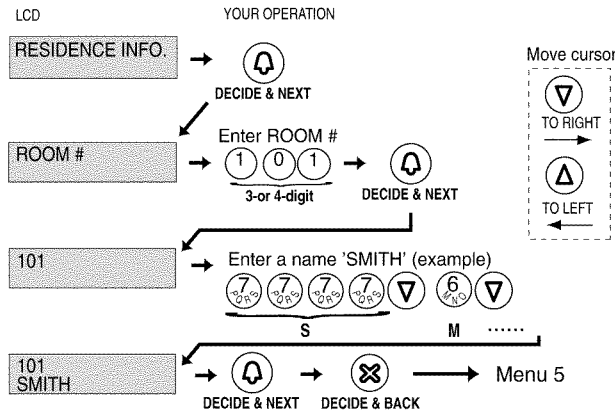 LCD YOUR OPERATION
RESIDENCE INFO.
DECIDE & NEXT
Move cursor
TO RIGHT
TO LEFT
ROOM #
Enter ROOM #
1 0 1
3-or 4-digit
DECIDE & NEXT
101
Enter a name 'SMITH' (example)
7 PQRS 7 PQRS 7 PQRS 7 PQRS 6 MNO
S M ......
101
SMITH
DECIDE & NEXT DECIDE & BACK
Menu 5